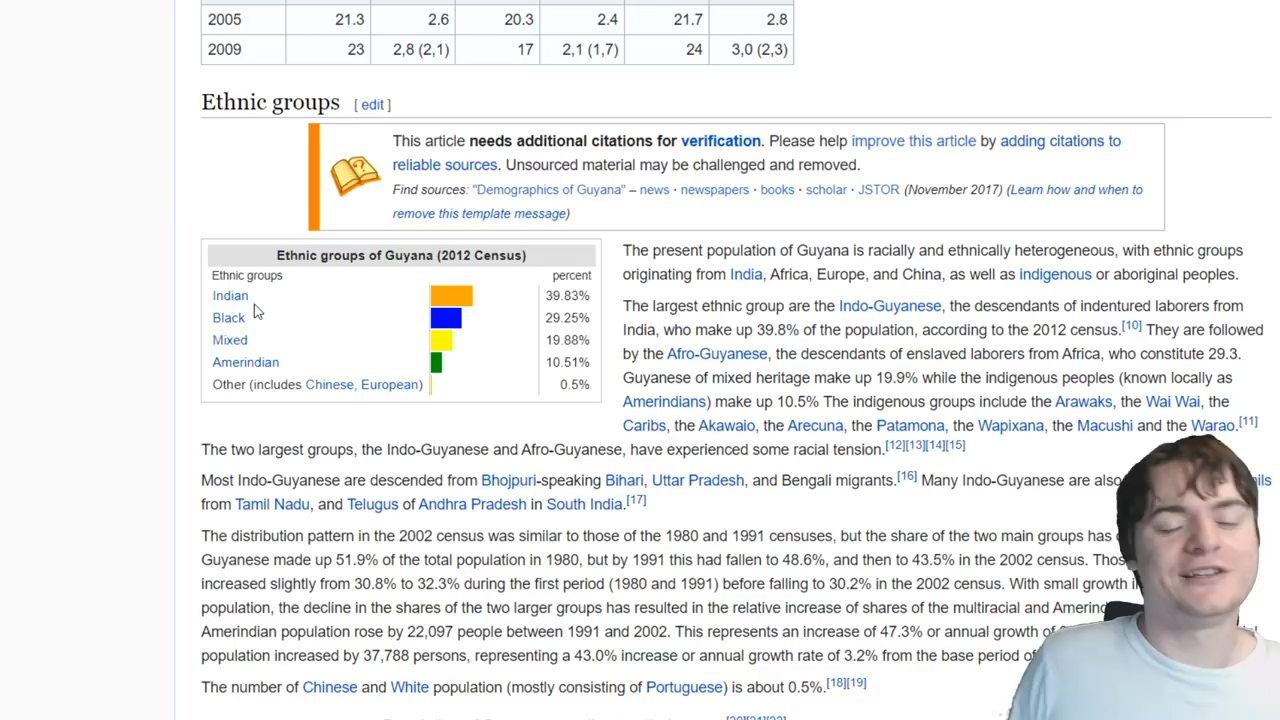 2005 21.3 2.6 20.3 2.4 21.7 2.8
2009 23 2,8 (2,1) 17 2,1 (1,7) 24 3,0 (2,3)
Ethnic groups [ edit ]
This article needs additional citations for verification. Please help improve this article by adding citations to
reliable sources. Unsourced material may be challenged and removed.
Find sources: "Demographics of Guyana" – news · newspapers · books · scholar · JSTOR (November 2017) (Learn how and when to
remove this template message)
Ethnic groups of Guyana (2012 Census)
Ethnic groups percent
Indian 39.83%
Black 29.25%
Mixed 19.88%
Amerindian 10.51%
Other (includes Chinese, European) 0.5%
The present population of Guyana is racially and ethnically heterogeneous, with ethnic groups
originating from India, Africa, Europe, and China, as well as indigenous or aboriginal peoples.
The largest ethnic group are the Indo-Guyanese, the descendants of indentured laborers from
India, who make up 39.8% of the population, according to the 2012 census.[10] They are followed
by the Afro-Guyanese, the descendants of enslaved laborers from Africa, who constitute 29.3.
Guyanese of mixed heritage make up 19.9% while the indigenous peoples (known locally as
Amerindians) make up 10.5% The indigenous groups include the Arawaks, the Wai Wai, the
Caribs, the Akawaio, the Arecuna, the Patamona, the Wapixana, the Macushi and the Warao.[11]
The two largest groups, the Indo-Guyanese and Afro-Guyanese, have experienced some racial tension.[12][13][14][15]
Most Indo-Guyanese are descended from Bhojpuri-speaking Bihari, Uttar Pradesh, and Bengali migrants.[16] Many Indo-Guyanese are also
from Tamil Nadu, and Telugus of Andhra Pradesh in South India.[17]
The distribution pattern in the 2002 census was similar to those of the 1980 and 1991 censuses, but the share of the two main groups has
Guyanese made up 51.9% of the total population in 1980, but by 1991 this had fallen to 48.6%, and then to 43.5% in the 2002 census.
increased slightly from 30.8% to 32.3% during the first period (1980 and 1991) before falling to 30.2% in the 2002 census. With small growth
population, the decline in the shares of the two larger groups has resulted in the relative increase of shares of the multiracial and
Amerindian population rose by 22,097 people between 1991 and 2002. This represents an increase of 47.3% or annual growth of
population increased by 37,788 persons, representing a 43.0% increase or annual growth rate of 3.2% from the base period of
The number of Chinese and White population (mostly consisting of Portuguese) is about 0.5%.[18][19]